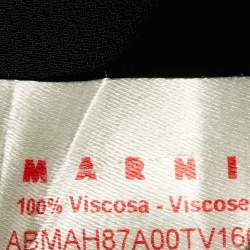 MARNI
100% Viscosa - Viscose
ABMAH87A00TV16